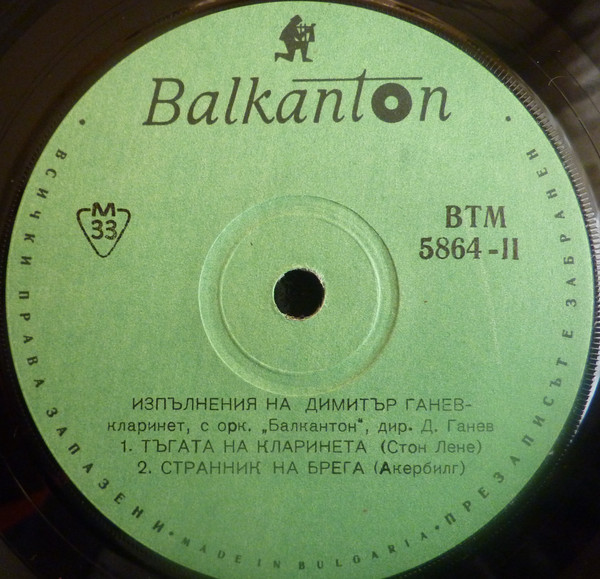 Balkanton
M
33
ВТМ
5864-II
ИЗПЪЛНЕНИЯ НА ДИМИТЪР ГАНЕВ-
кларинет, с орк. „Балкантон", дир. Д. Ганев
1. ТЪГАТА НА КЛАРИНЕТА (Стон Лене)
2. СТРАННИК НА БРЕГА (Акербилг)
• ВСИЧКИ ПРАВА ЗАПАЗЕНИ • MADE IN BULGARIA • ПРЕЗАПИСЪТ Е ЗАБРАНЕН •